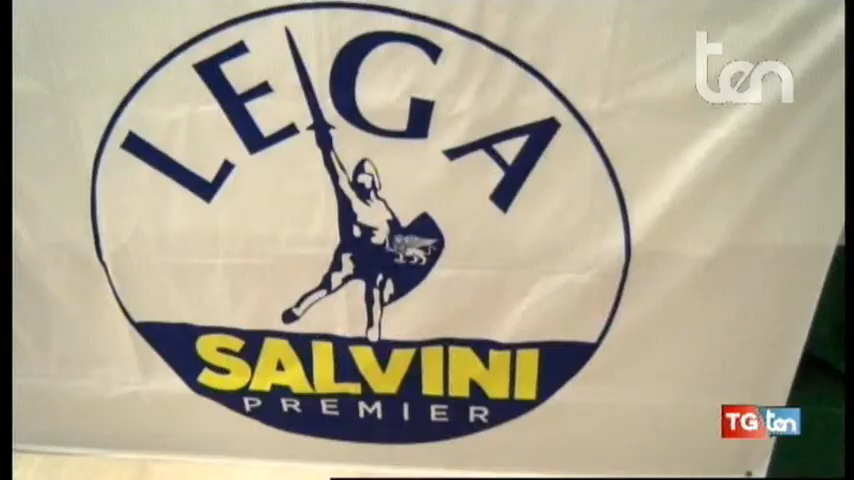 ten
LEGA
SALVINI
PREMIER
TG ten